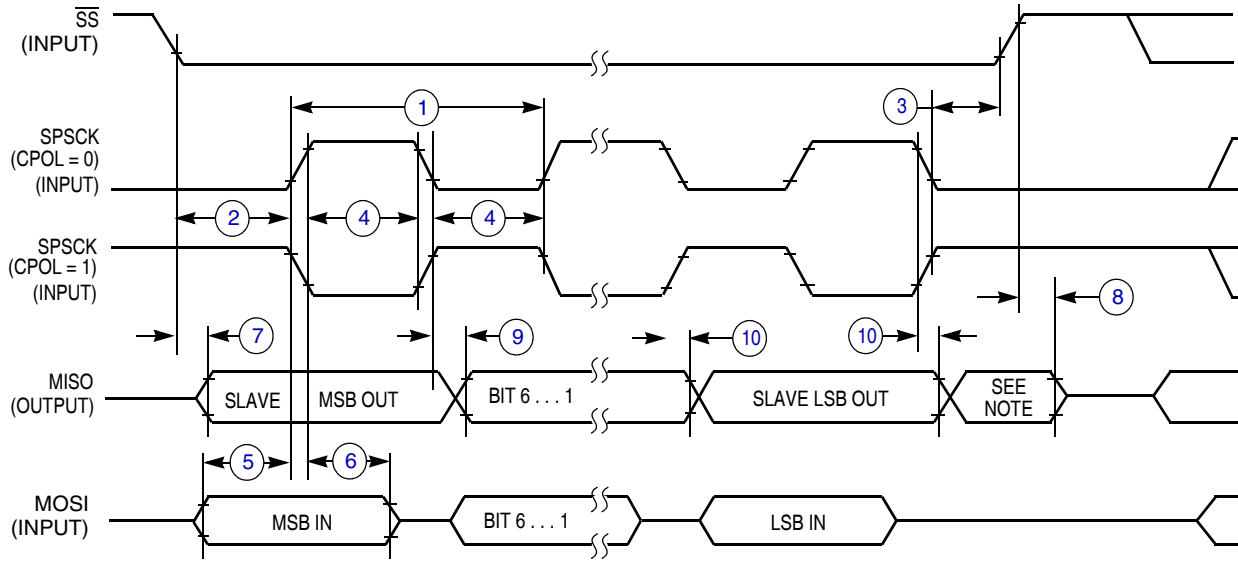 SS
(INPUT)
1
3
SPSCK
(CPOL = 0)
(INPUT)
2
4
4
SPSCK
(CPOL = 1)
(INPUT)
8
7
9
10
10
MISO
(OUTPUT)
SLAVE
MSB OUT
BIT 6 . . . 1
SLAVE LSB OUT
SEE
NOTE
5
6
MOSI
(INPUT)
MSB IN
BIT 6 . . . 1
LSB IN